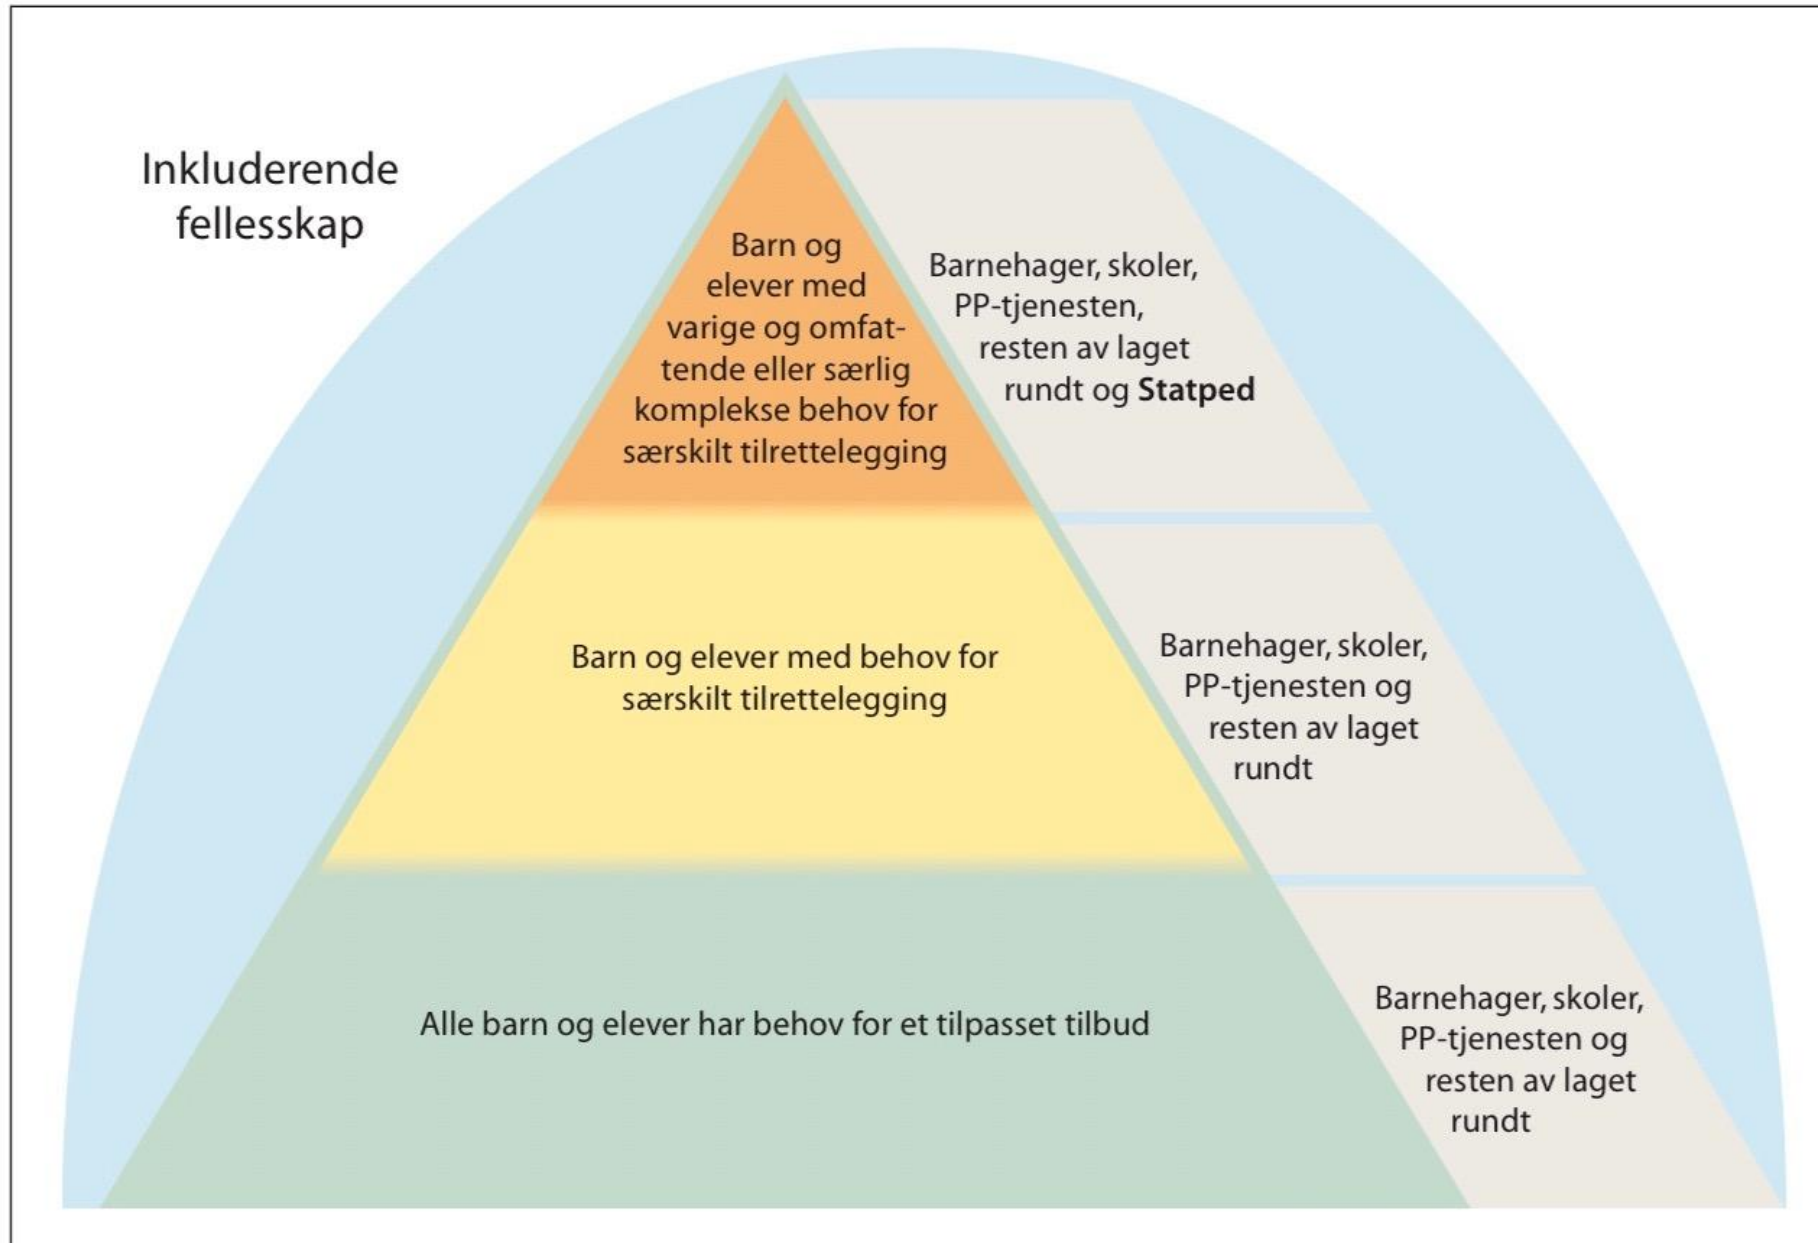 Inkluderende
fellesskap
Barn og
elever med
varige og omfat-
tende eller særlig
komplekse behov for
særskilt tilrettelegging
Barnehager, skoler,
PP-tjenesten,
resten av laget
rundt og Statped
Barn og elever med behov for
særskilt tilrettelegging
Barnehager, skoler,
PP-tjenesten og
resten av laget
rundt
Alle barn og elever har behov for et tilpasset tilbud
Barnehager, skoler,
PP-tjenesten og
resten av laget
rundt